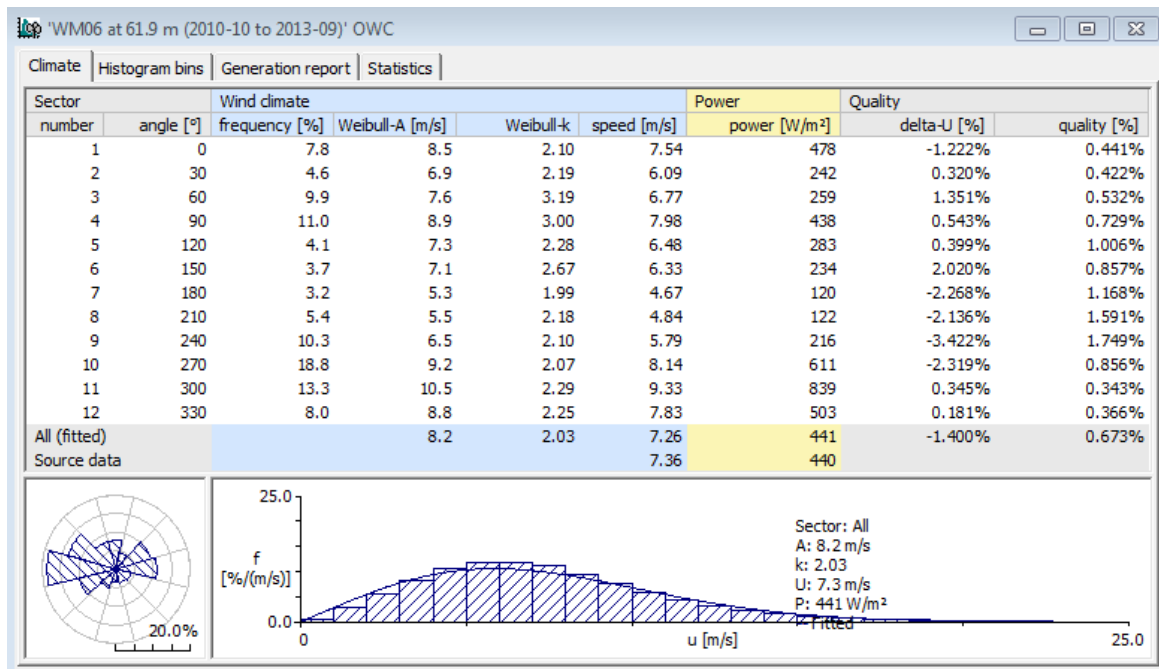 'WM06 at 61.9 m (2010-10 to 2013-09)' OWC
Climate Histogram bins Generation report Statistics
Sector Wind climate Power Quality
number angle [°] frequency [%] Weibull-A [m/s] Weibull-k speed [m/s] power [W/m²] delta-U [%] quality [%]
1 0 7.8 8.5 2.10 7.54 478 -1.222% 0.441%
2 30 4.6 6.9 2.19 6.09 242 0.320% 0.422%
3 60 9.9 7.6 3.19 6.77 259 1.351% 0.532%
4 90 11.0 8.9 3.00 7.98 438 0.543% 0.729%
5 120 4.1 7.3 2.28 6.48 283 0.399% 1.006%
6 150 3.7 7.1 2.67 6.33 234 2.020% 0.857%
7 180 3.2 5.3 1.99 4.67 120 -2.268% 1.168%
8 210 5.4 5.5 2.18 4.84 122 -2.136% 1.591%
9 240 10.3 6.5 2.10 5.79 216 -3.422% 1.749%
10 270 18.8 9.2 2.07 8.14 611 -2.319% 0.856%
11 300 13.3 10.5 2.29 9.33 839 0.345% 0.343%
12 330 8.0 8.8 2.25 7.83 503 0.181% 0.366%
All (fitted) 8.2 2.03 7.26 441 -1.400% 0.673%
Source data 7.36 440
20.0%
25.0
f
[%/(m/s)]
0.0
0
u [m/s]
25.0
Sector: All
A: 8.2 m/s
k: 2.03
U: 7.3 m/s
P: 441 W/m²
Fitted